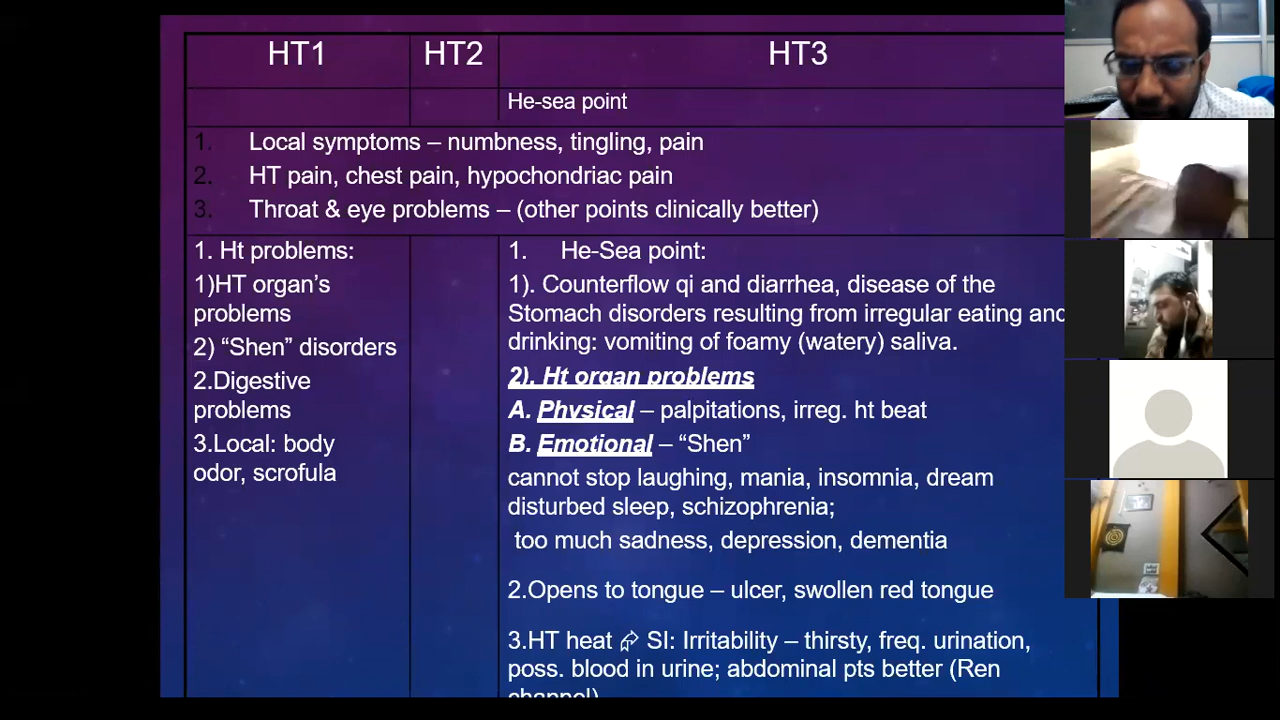 HT1 HT2 HT3
He-sea point
1. Local symptoms – numbness, tingling, pain
2. HT pain, chest pain, hypochondriac pain
3. Throat & eye problems – (other points clinically better)
1. Ht problems:
1)HT organ's
problems
2) “Shen” disorders
2.Digestive
problems
3.Local: body
odor, scrofula
1. He-Sea point:
1). Counterflow qi and diarrhea, disease of the
Stomach disorders resulting from irregular eating and
drinking: vomiting of foamy (watery) saliva.
2). Ht organ problems
A. Physical – palpitations, irreg. ht beat
B. Emotional – “Shen”
cannot stop laughing, mania, insomnia, dream
disturbed sleep, schizophrenia;
too much sadness, depression, dementia
2.Opens to tongue – ulcer, swollen red tongue
3.HT heat SI: Irritability – thirsty, freq. urination,
poss. blood in urine; abdominal pts better (Ren
channel)